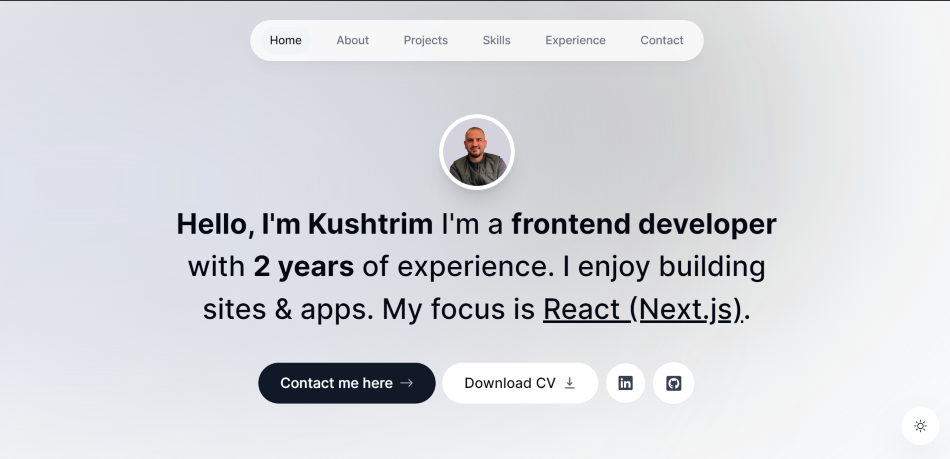 Home About Projects Skills Experience Contact
Hello, I'm Kushtrim I'm a frontend developer
with 2 years of experience. I enjoy building
sites & apps. My focus is React (Next.js).
Contact me here Download CV in